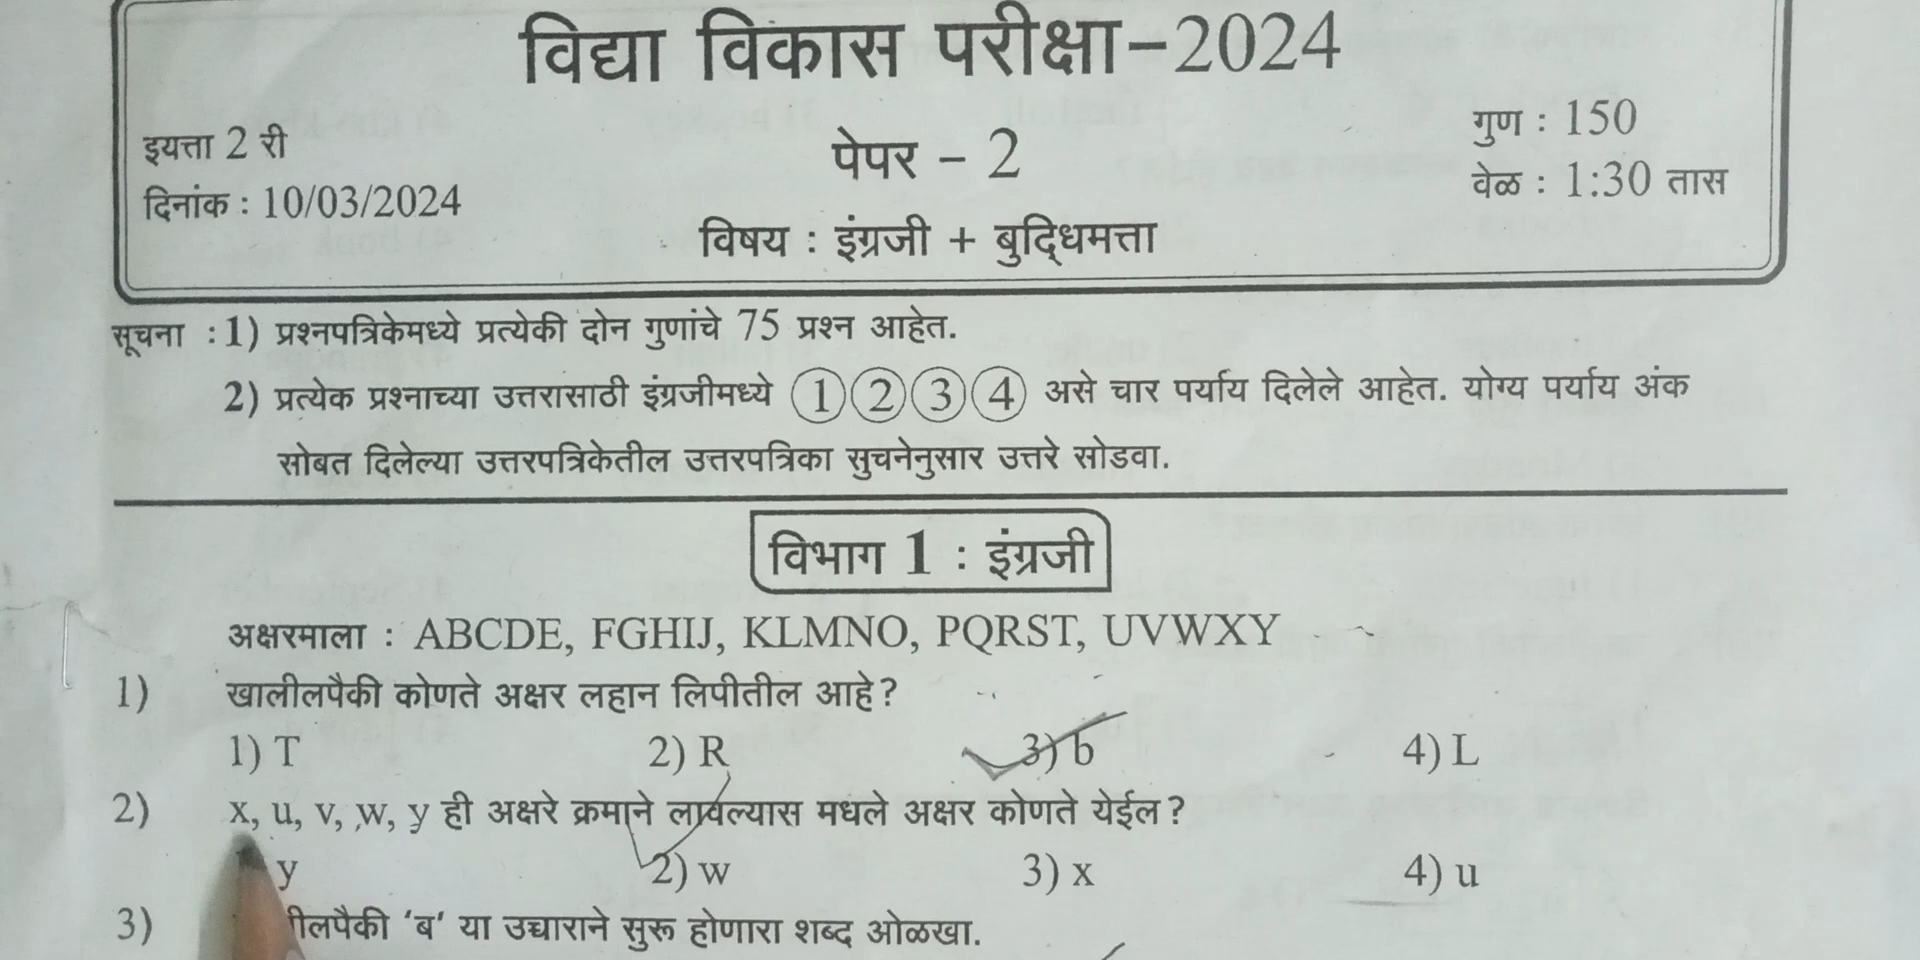 विद्या विकास परीक्षा-2024
इयत्ता 2 री
पेपर - 2
गुण : 150
दिनांक : 10/03/2024
वेळ : 1:30 तास
विषय : इंग्रजी + बुद्धिमत्ता
सूचना : 1) प्रश्नपत्रिकेमध्ये प्रत्येकी दोन गुणांचे 75 प्रश्न आहेत.
2) प्रत्येक प्रश्नाच्या उत्तरासाठी इंग्रजीमध्ये ① ② ③ ④ असे चार पर्याय दिलेले आहेत. योग्य पर्याय अंक
सोबत दिलेल्या उत्तरपत्रिकेतील उत्तरपत्रिका सुचनेनुसार उत्तरे सोडवा.
विभाग 1 : इंग्रजी
अक्षरमाला : ABCDE, FGHIJ, KLMNO, PQRST, UVWXY
1) खालीलपैकी कोणते अक्षर लहान लिपीतील आहे?
1) T 2) R 3) b 4) L
2) x, u, v, w, y ही अक्षरे क्रमाने लावल्यास मधले अक्षर कोणते येईल?
y 2) w 3) x 4) u
3) 'ब' या उच्चाराने सुरू होणारा शब्द ओळखा.